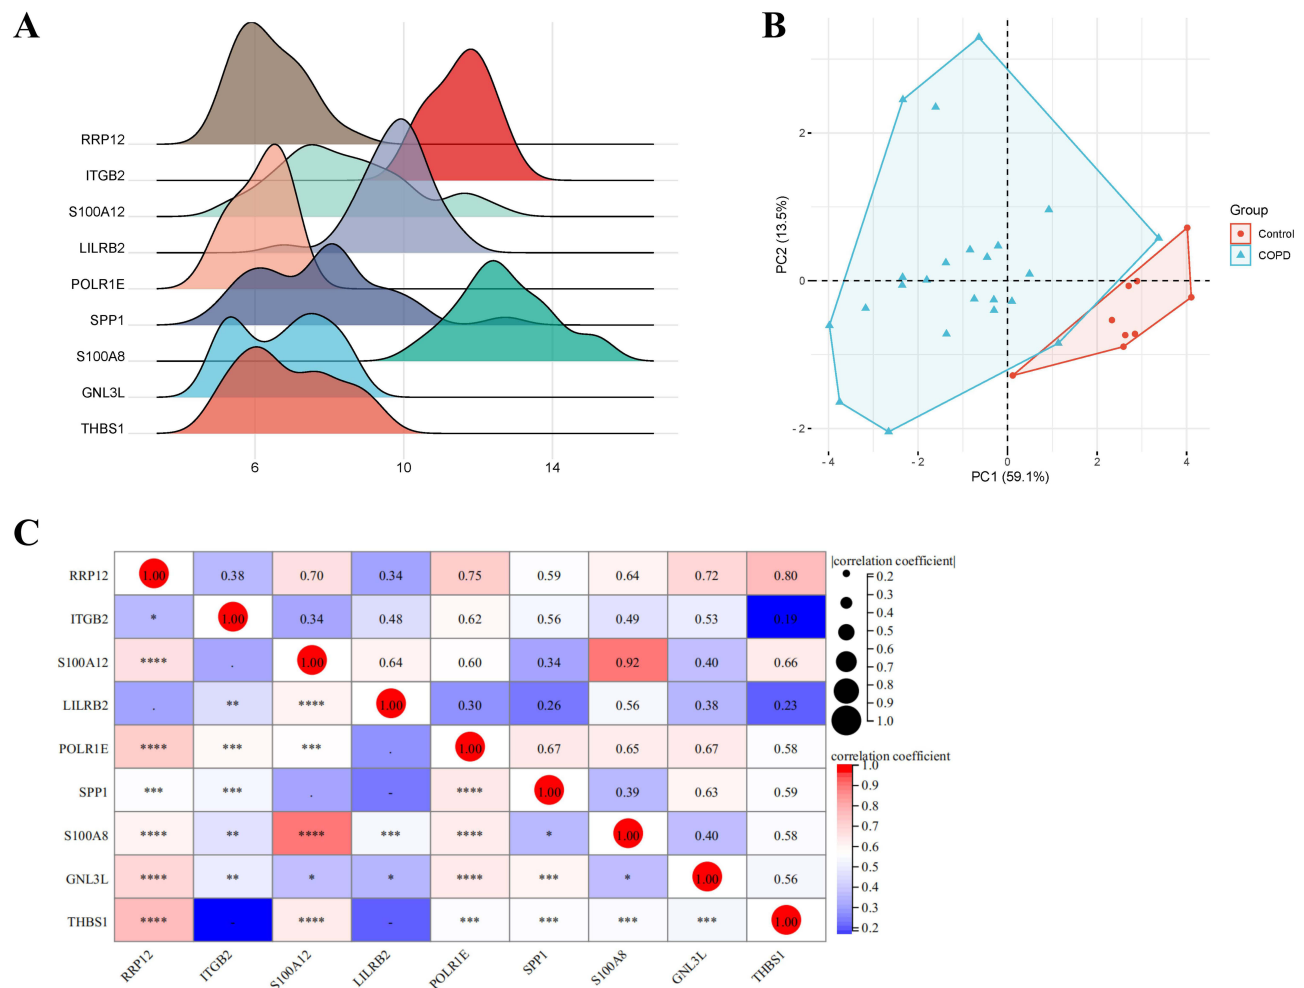 A
RRP12
ITGB2
S100A12
LILRB2
POLR1E
SPP1
S100A8
GNL3L
THBS1
6 10 14
B
PC2 (13.5%)
2
0
-2
-4 -2 0 2 4
PC1 (59.1%)
Group
Control
COPD
C
RRP12 1.00 0.38 0.70 0.34 0.75 0.59 0.64 0.72 0.80
ITGB2 * 1.00 0.34 0.48 0.62 0.56 0.49 0.53 0.19
S100A12 **** . 1.00 0.64 0.60 0.34 0.92 0.40 0.66
LILRB2 . ** **** 1.00 0.30 0.26 0.56 0.38 0.23
POLR1E **** *** *** . 1.00 0.67 0.65 0.67 0.58
SPP1 *** *** . - **** 1.00 0.39 0.63 0.59
S100A8 **** ** **** *** **** * 1.00 0.40 0.58
GNL3L **** ** * * **** *** * 1.00 0.56
THBS1 **** - **** - *** *** *** *** 1.00
RRP12 ITGB2 S100A12 LILRB2 POLR1E SPP1 S100A8 GNL3L THBS1
|correlation coefficient|
0.2
0.3
0.4
0.5
0.6
0.7
0.8
0.9
1.0
correlation coefficient
1.0
0.9
0.8
0.7
0.6
0.5
0.4
0.3
0.2